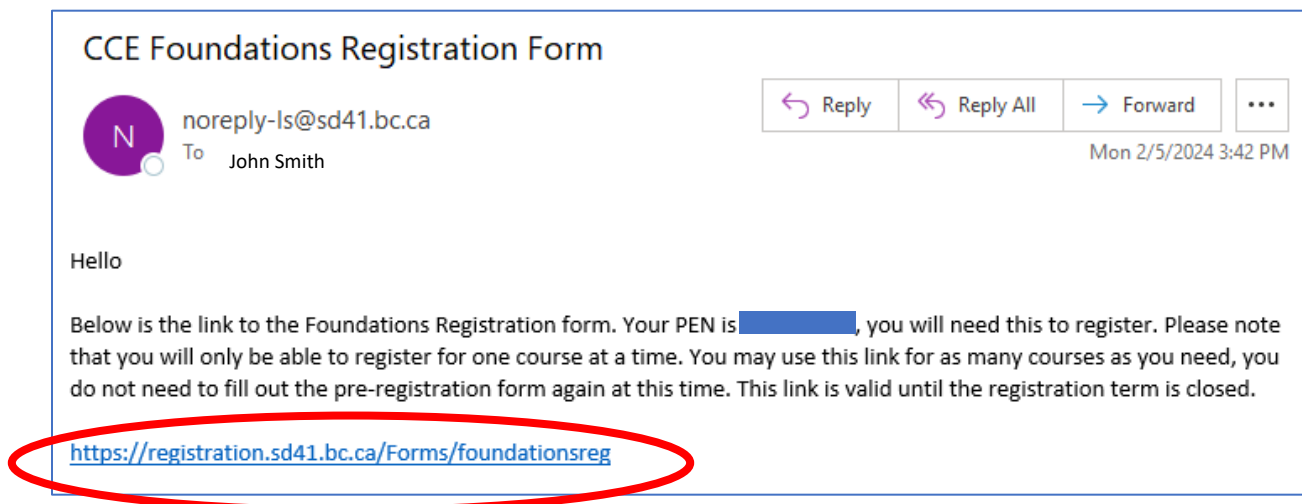 CCE Foundations Registration Form
N
noreply-ls@sd41.bc.ca
To John Smith
Reply Reply All Forward ...
Mon 2/5/2024 3:42 PM
Hello
Below is the link to the Foundations Registration form. Your PEN is , you will need this to register. Please note
that you will only be able to register for one course at a time. You may use this link for as many courses as you need, you
do not need to fill out the pre-registration form again at this time. This link is valid until the registration term is closed.
https://registration.sd41.bc.ca/Forms/foundationsreg